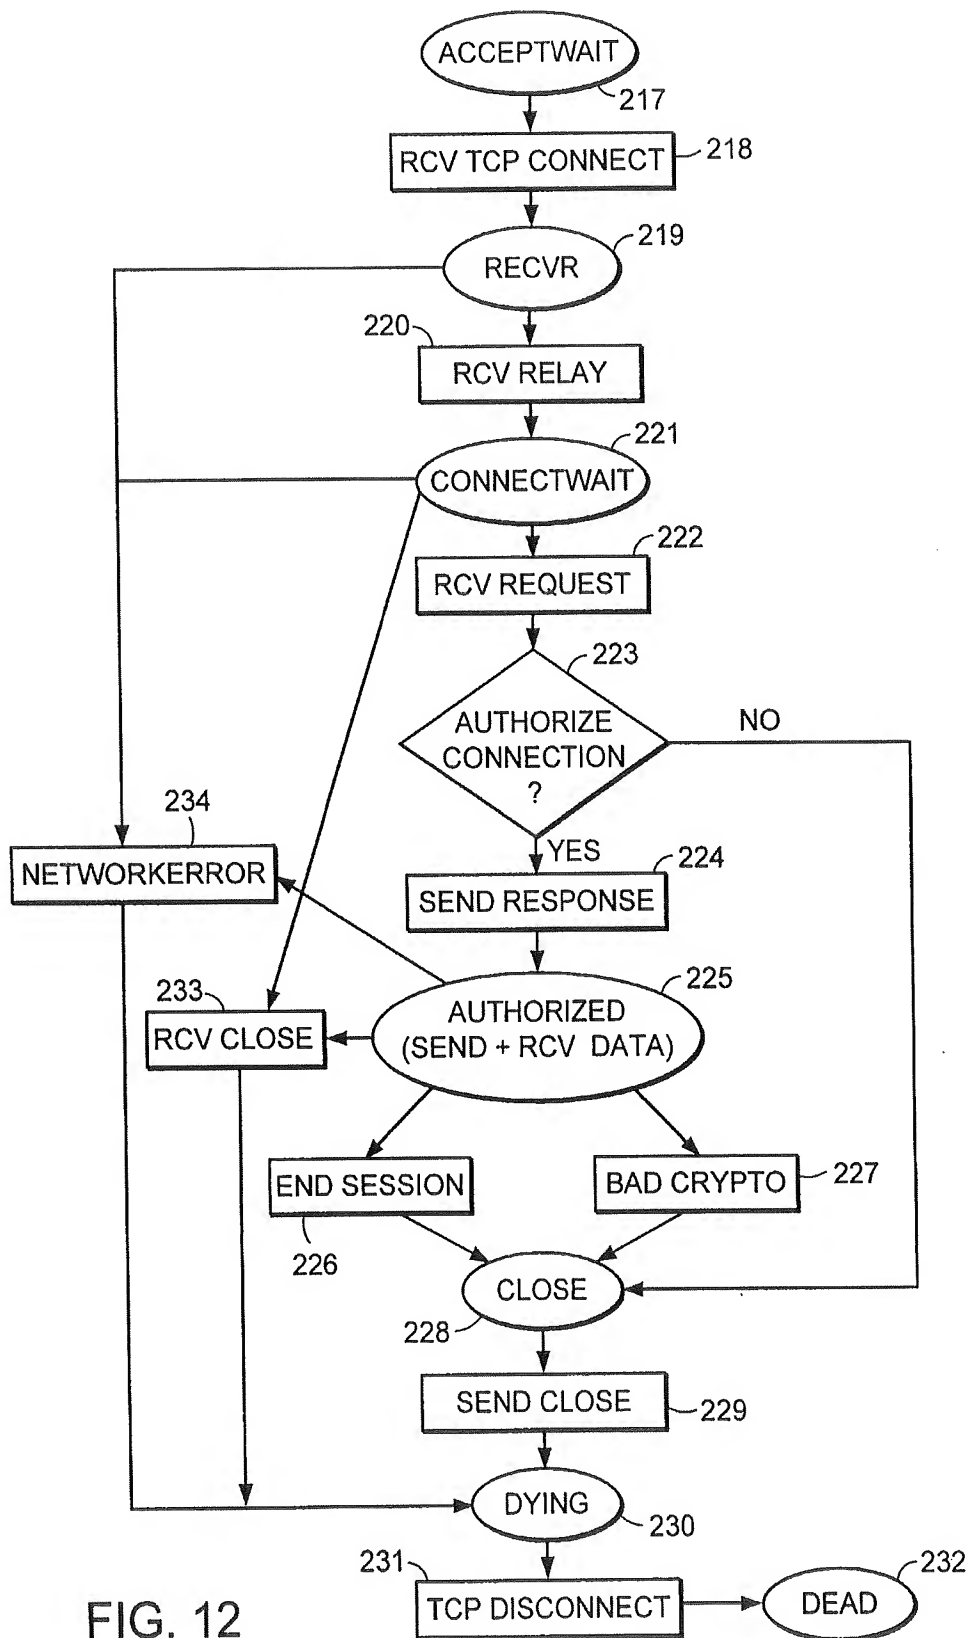 ACCEPTWAIT
217
RCV TCP CONNECT
218
219
RECVR
220
RCV RELAY
221
CONNECTWAIT
222
RCV REQUEST
223
AUTHORIZE
CONNECTION
?
NO
234
YES
NETWORKERROR
224
SEND RESPONSE
233
225
AUTHORIZED
(SEND + RCV DATA)
RCV CLOSE
END SESSION
BAD CRYPTO
227
226
CLOSE
228
SEND CLOSE
229
DYING
230
231
232
TCP DISCONNECT
DEAD
FIG. 12